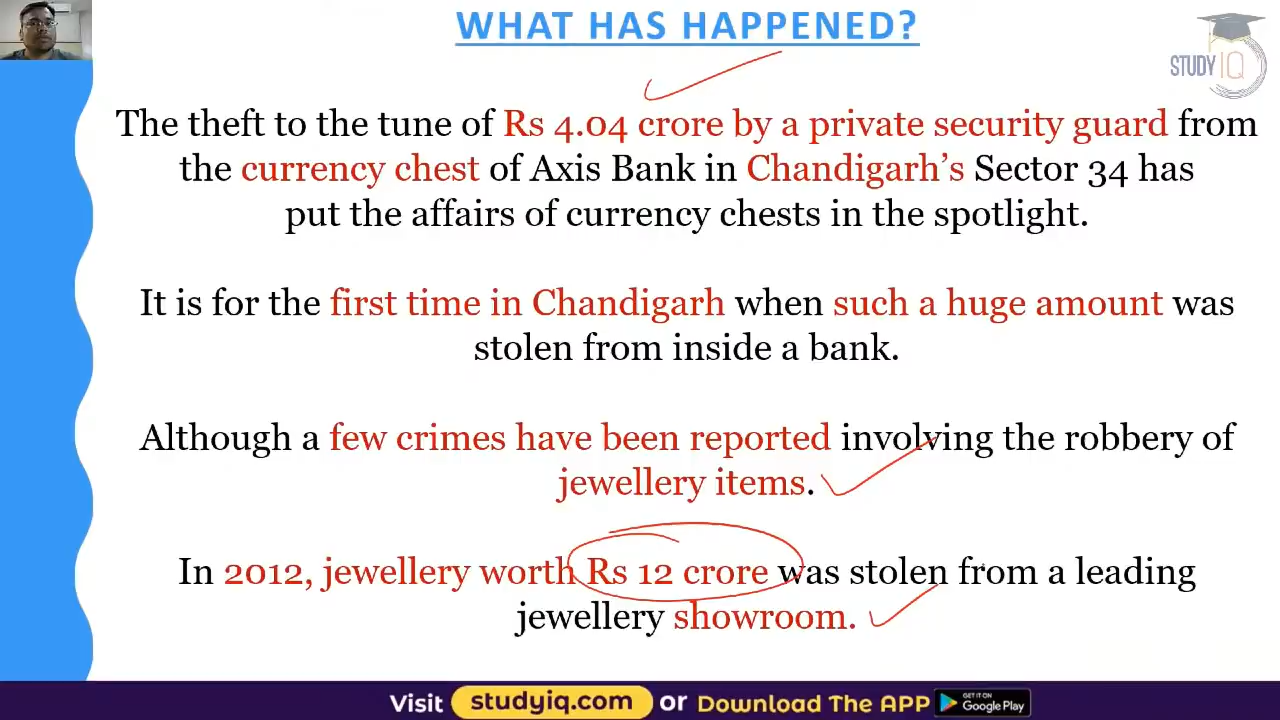 WHAT HAS HAPPENED?
STUDY IQ
The theft to the tune of Rs 4.04 crore by a private security guard from
the currency chest of Axis Bank in Chandigarh’s Sector 34 has
put the affairs of currency chests in the spotlight.
It is for the first time in Chandigarh when such a huge amount was
stolen from inside a bank.
Although a few crimes have been reported involving the robbery of
jewellery items.
In 2012, jewellery worth Rs 12 crore was stolen from a leading
jewellery showroom.
Visit studyiq.com or Download The APP GET IT ON Google Play